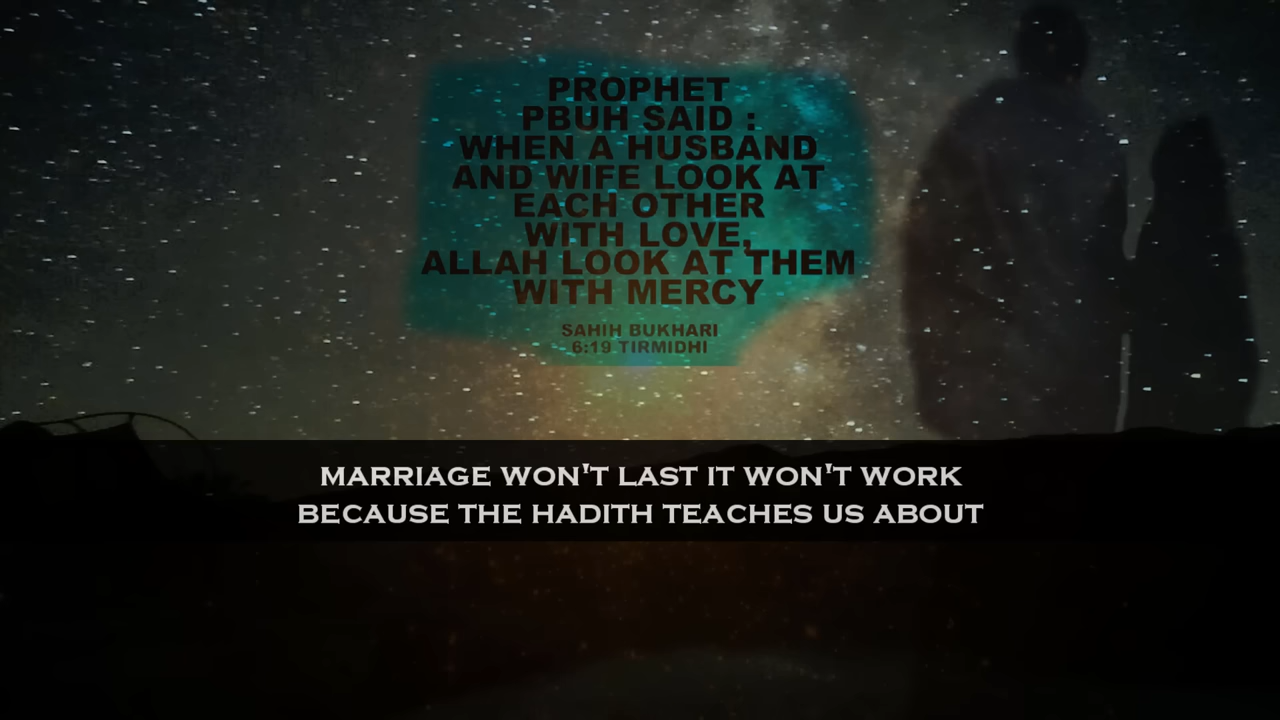 PROPHET
PBUH SAID :
WHEN A HUSBAND
AND WIFE LOOK AT
EACH OTHER
WITH LOVE,
ALLAH LOOK AT THEM
WITH MERCY
SAHIH BUKHARI
6:19 TIRMIDHI
MARRIAGE WON'T LAST IT WON'T WORK
BECAUSE THE HADITH TEACHES US ABOUT